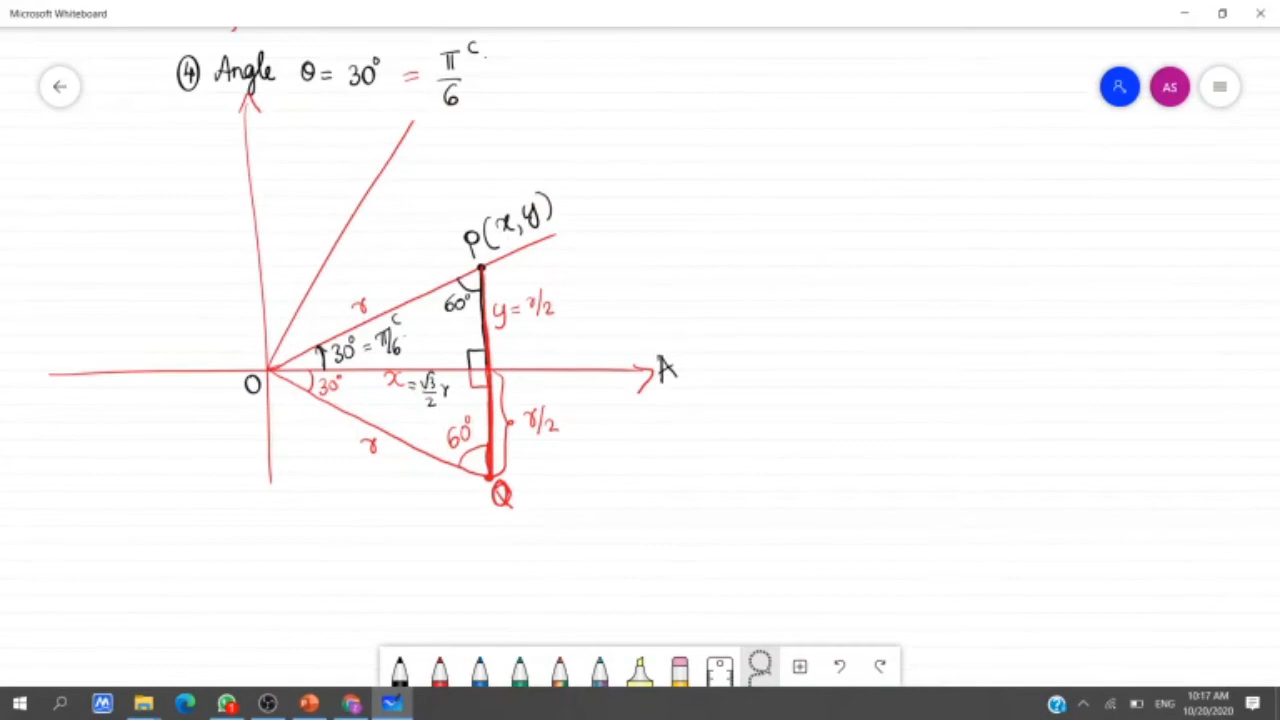 Microsoft Whiteboard
AS
④ Angle θ = 30° = π^c/6
P(x, y)
r
60°
y = r/2
30° = π^c/6
O
30°
x = √3/2 r
A
60°
r/2
r
Q
ENG
10:17 AM
10/20/2020
1